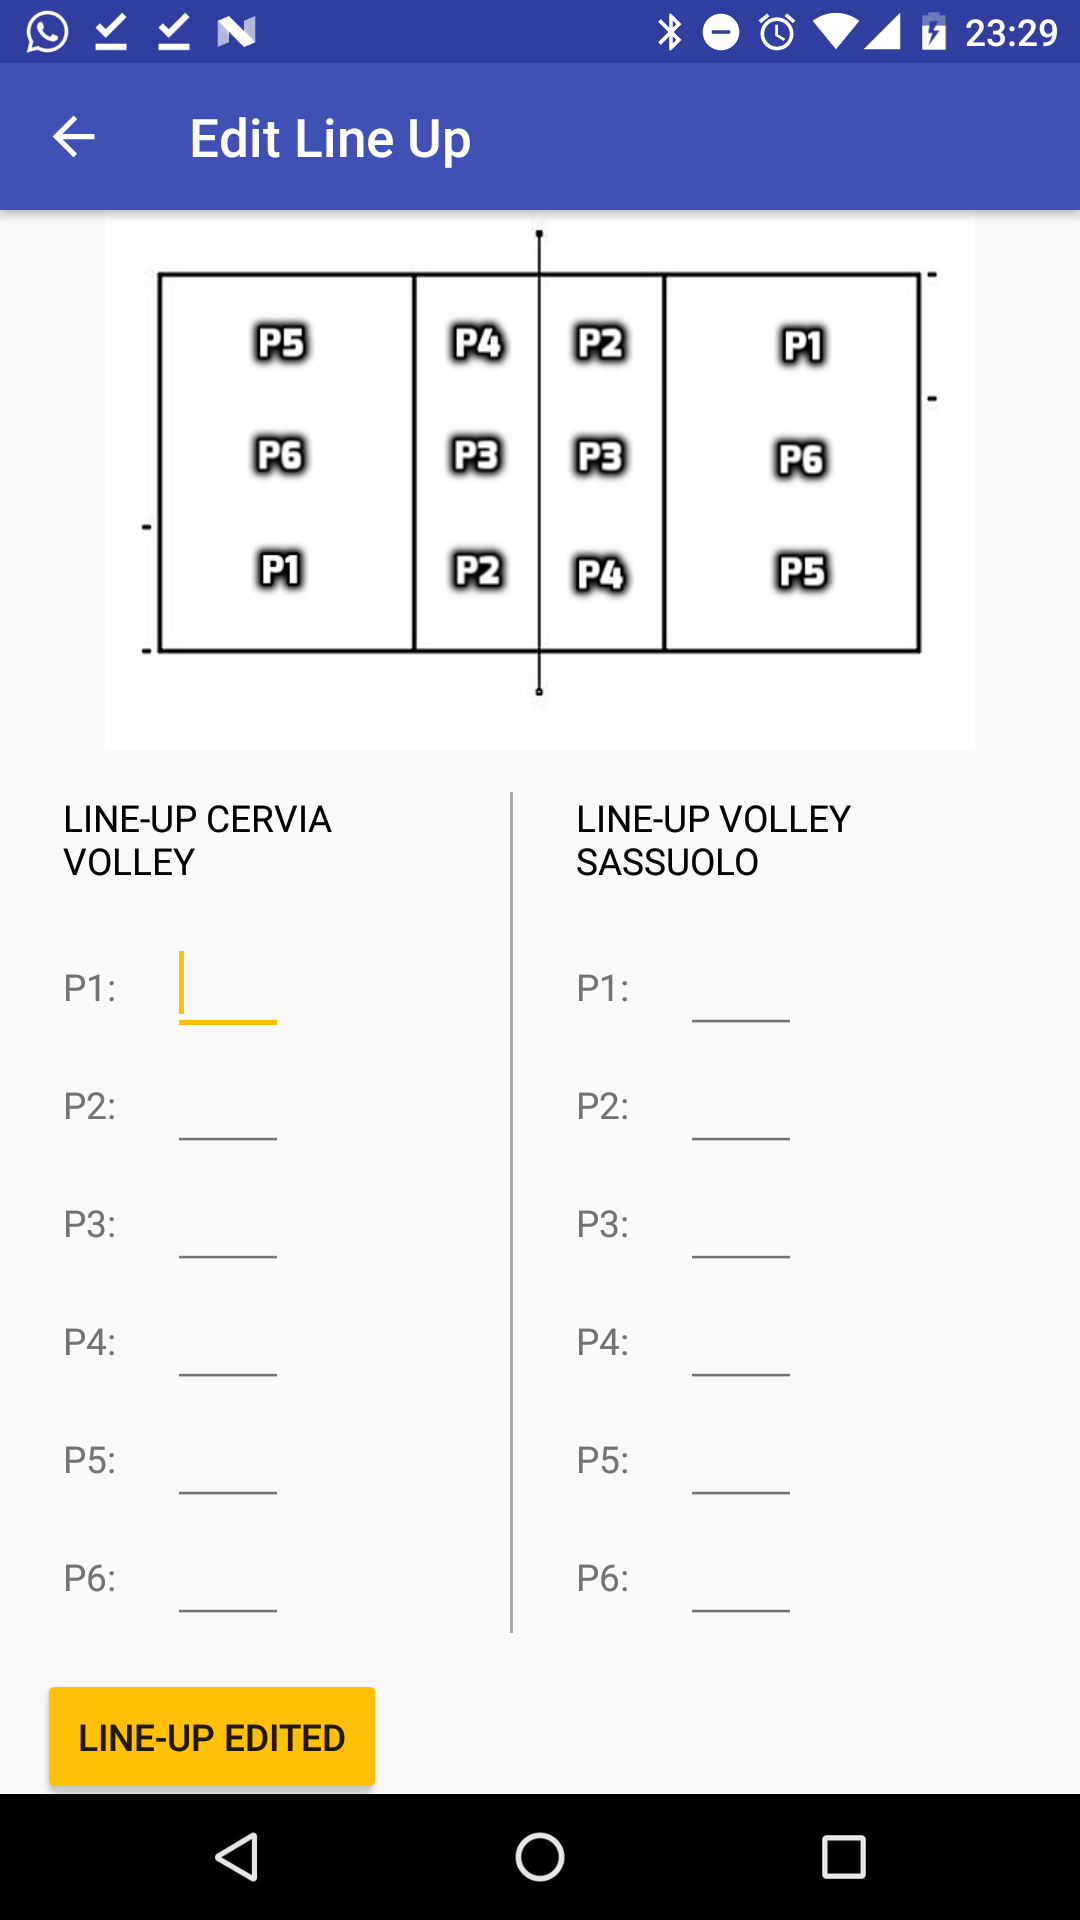 23:29
Edit Line Up
P5 P4 P2 P1
P6 P3 P3 P6
P1 P2 P4 P5
LINE-UP CERVIA
VOLLEY
P1:
P2:
P3:
P4:
P5:
P6:
LINE-UP VOLLEY
SASSUOLO
P1:
P2:
P3:
P4:
P5:
P6:
LINE-UP EDITED